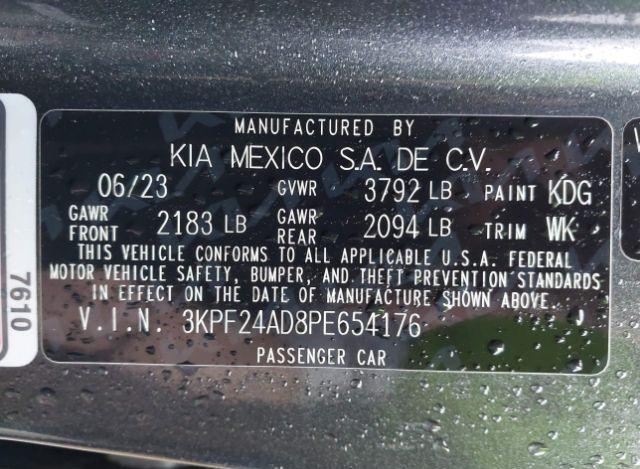 MANUFACTURED BY
KIA MEXICO S.A. DE C.V.
06/23 GVWR 3792 LB PAINT KDG
GAWR FRONT 2183 LB GAWR REAR 2094 LB TRIM WK
THIS VEHICLE CONFORMS TO ALL APPLICABLE U.S.A. FEDERAL
MOTOR VEHICLE SAFETY, BUMPER, AND THEFT PREVENTION STANDARDS
IN EFFECT ON THE DATE OF MANUFACTURE SHOWN ABOVE.
V.I.N. 3KPF24AD8PE654176 J
PASSENGER CAR
7610